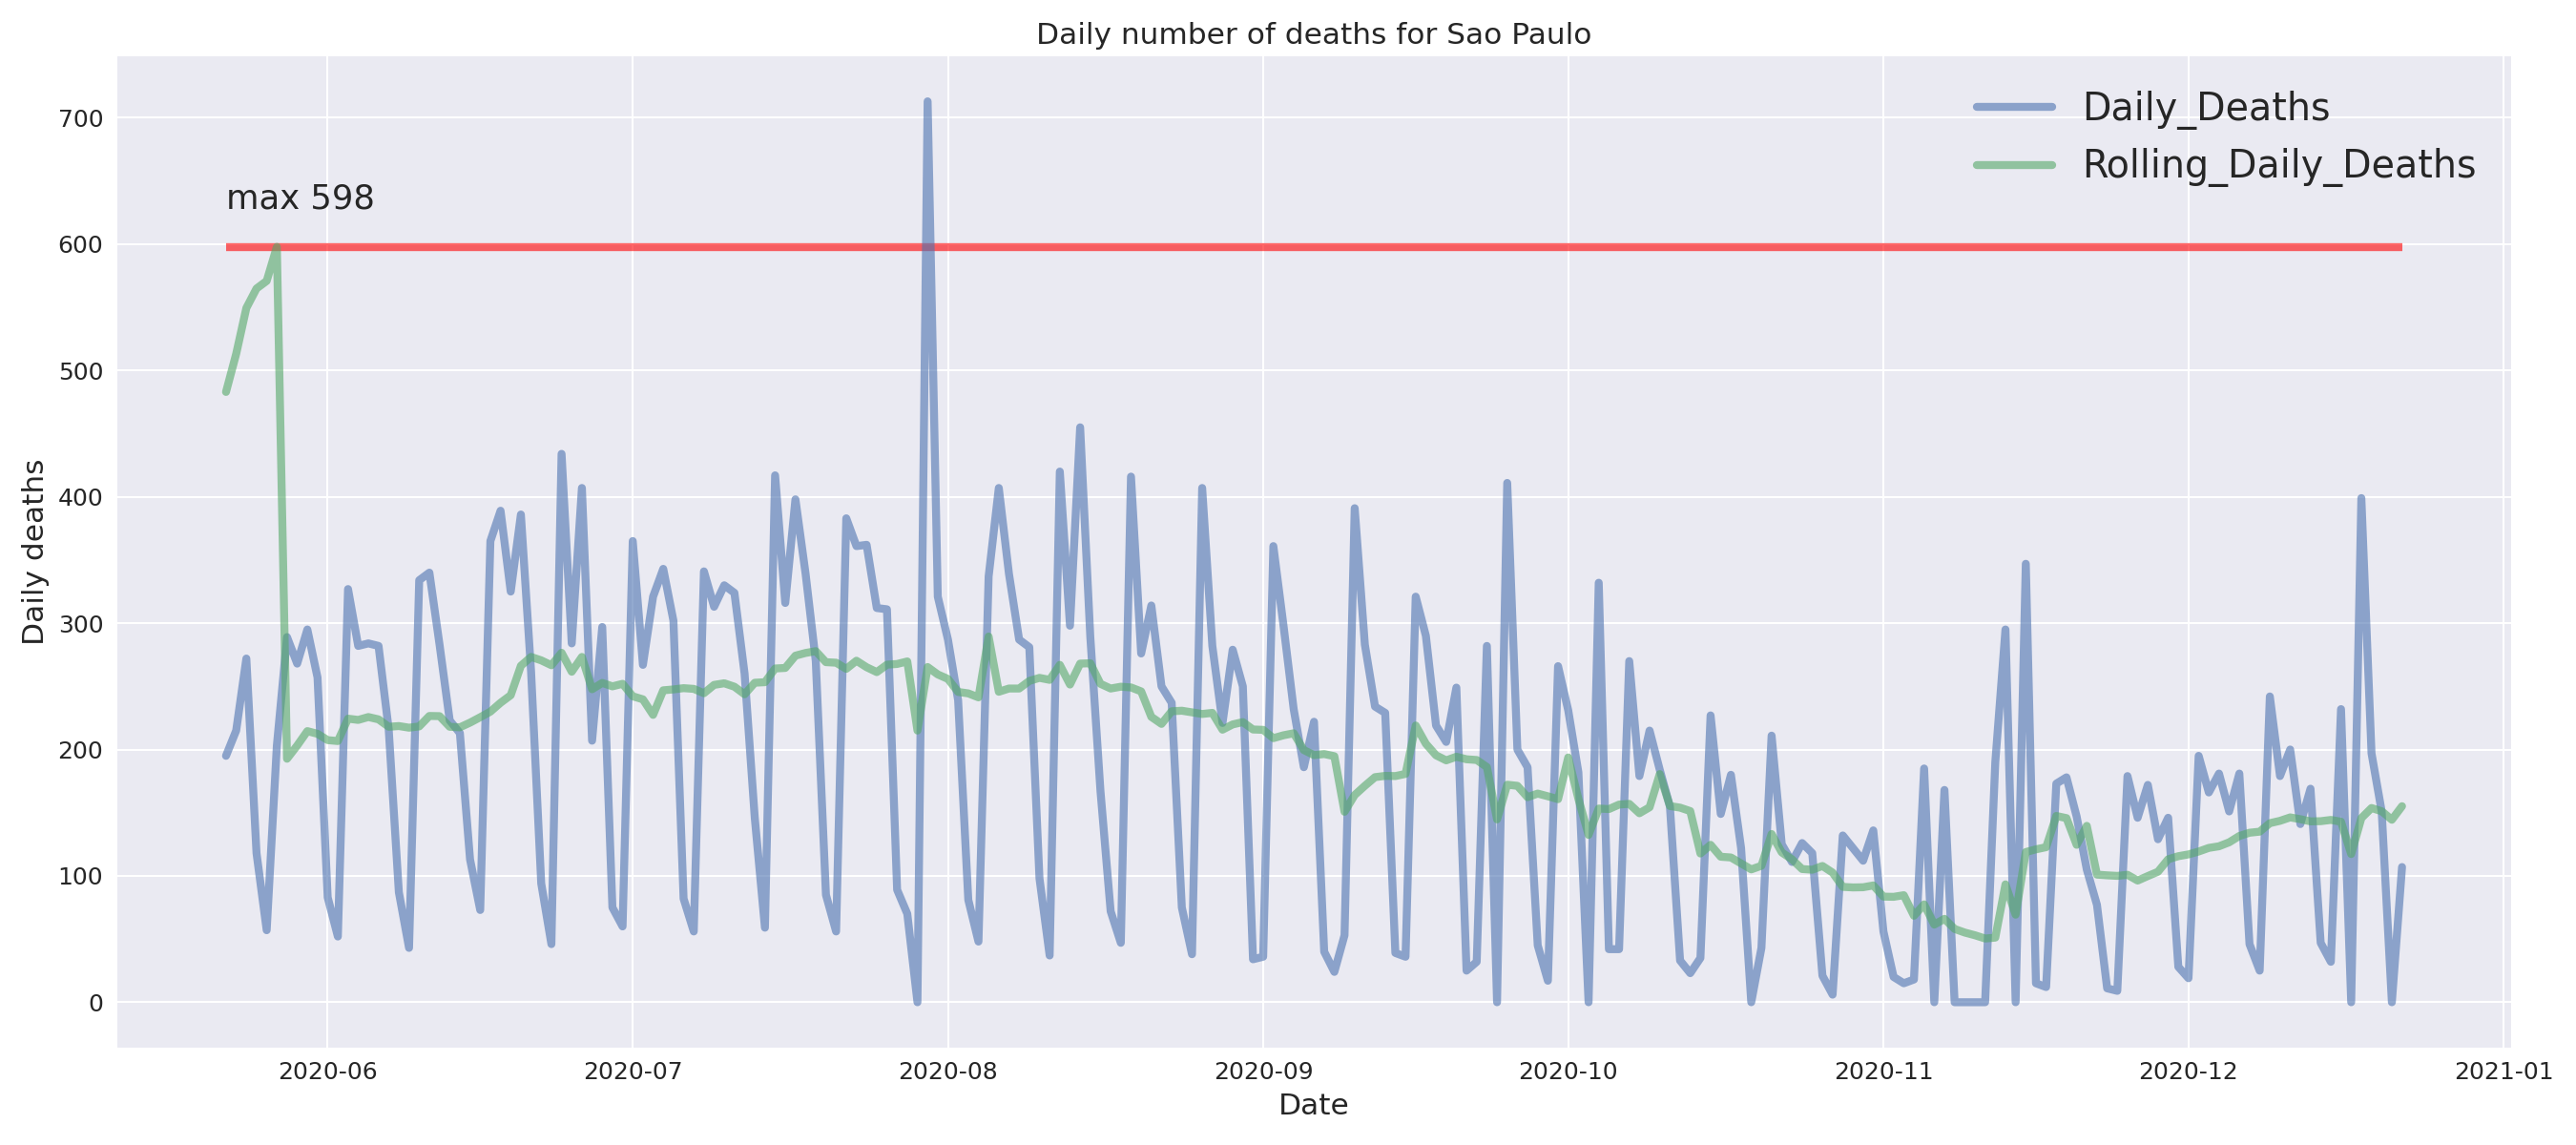 Daily number of deaths for Sao Paulo
700
600
500
400
300
200
100
0
Daily deaths
max 598
Daily_Deaths
Rolling_Daily_Deaths
2020-06
2020-07
2020-08
2020-09
2020-10
2020-11
2020-12
2021-01
Date